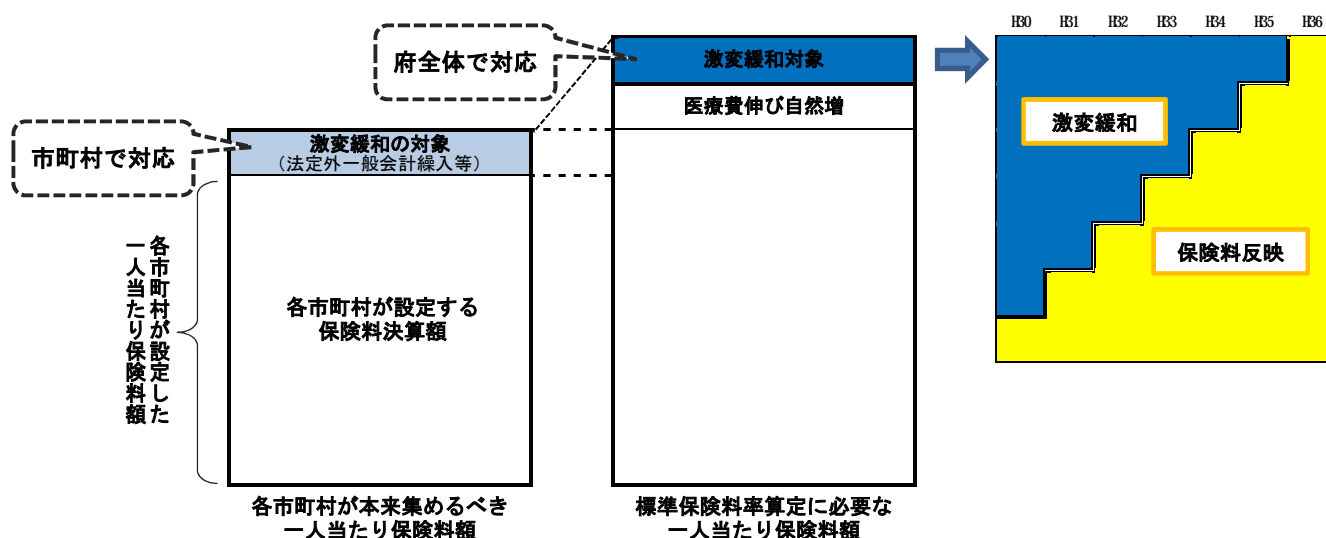 市町村で対応
各市町村が設定した
一人当たり保険料額
激変緩和の対象
（法定外一般会計繰入等）
各市町村が設定する
保険料決算額
各市町村が本来集めるべき
一人当たり保険料額
府全体で対応
激変緩和対象
医療費伸び自然増
標準保険料率算定に必要な
一人当たり保険料額
H30 H31 H32 H33 H34 H35 H36
激変緩和
保険料反映